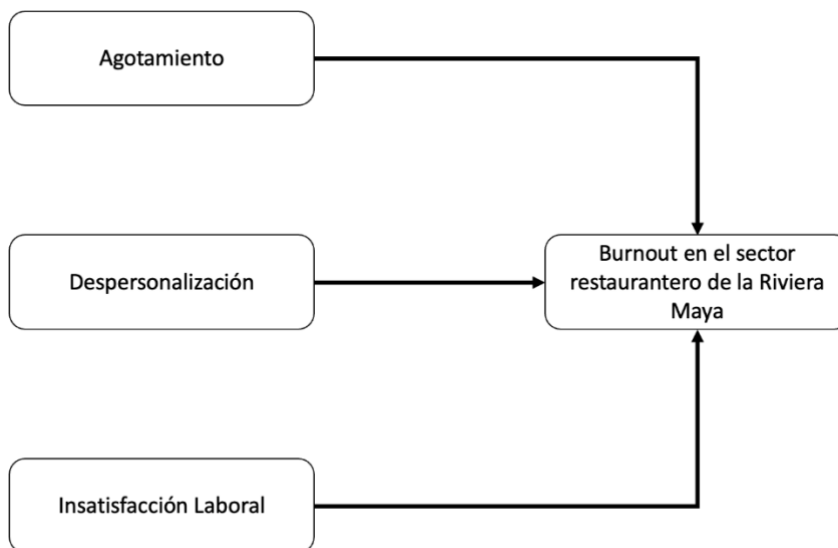 Agotamiento
Despersonalización
Burnout en el sector
restaurantero de la Riviera
Maya
Insatisfacción Laboral